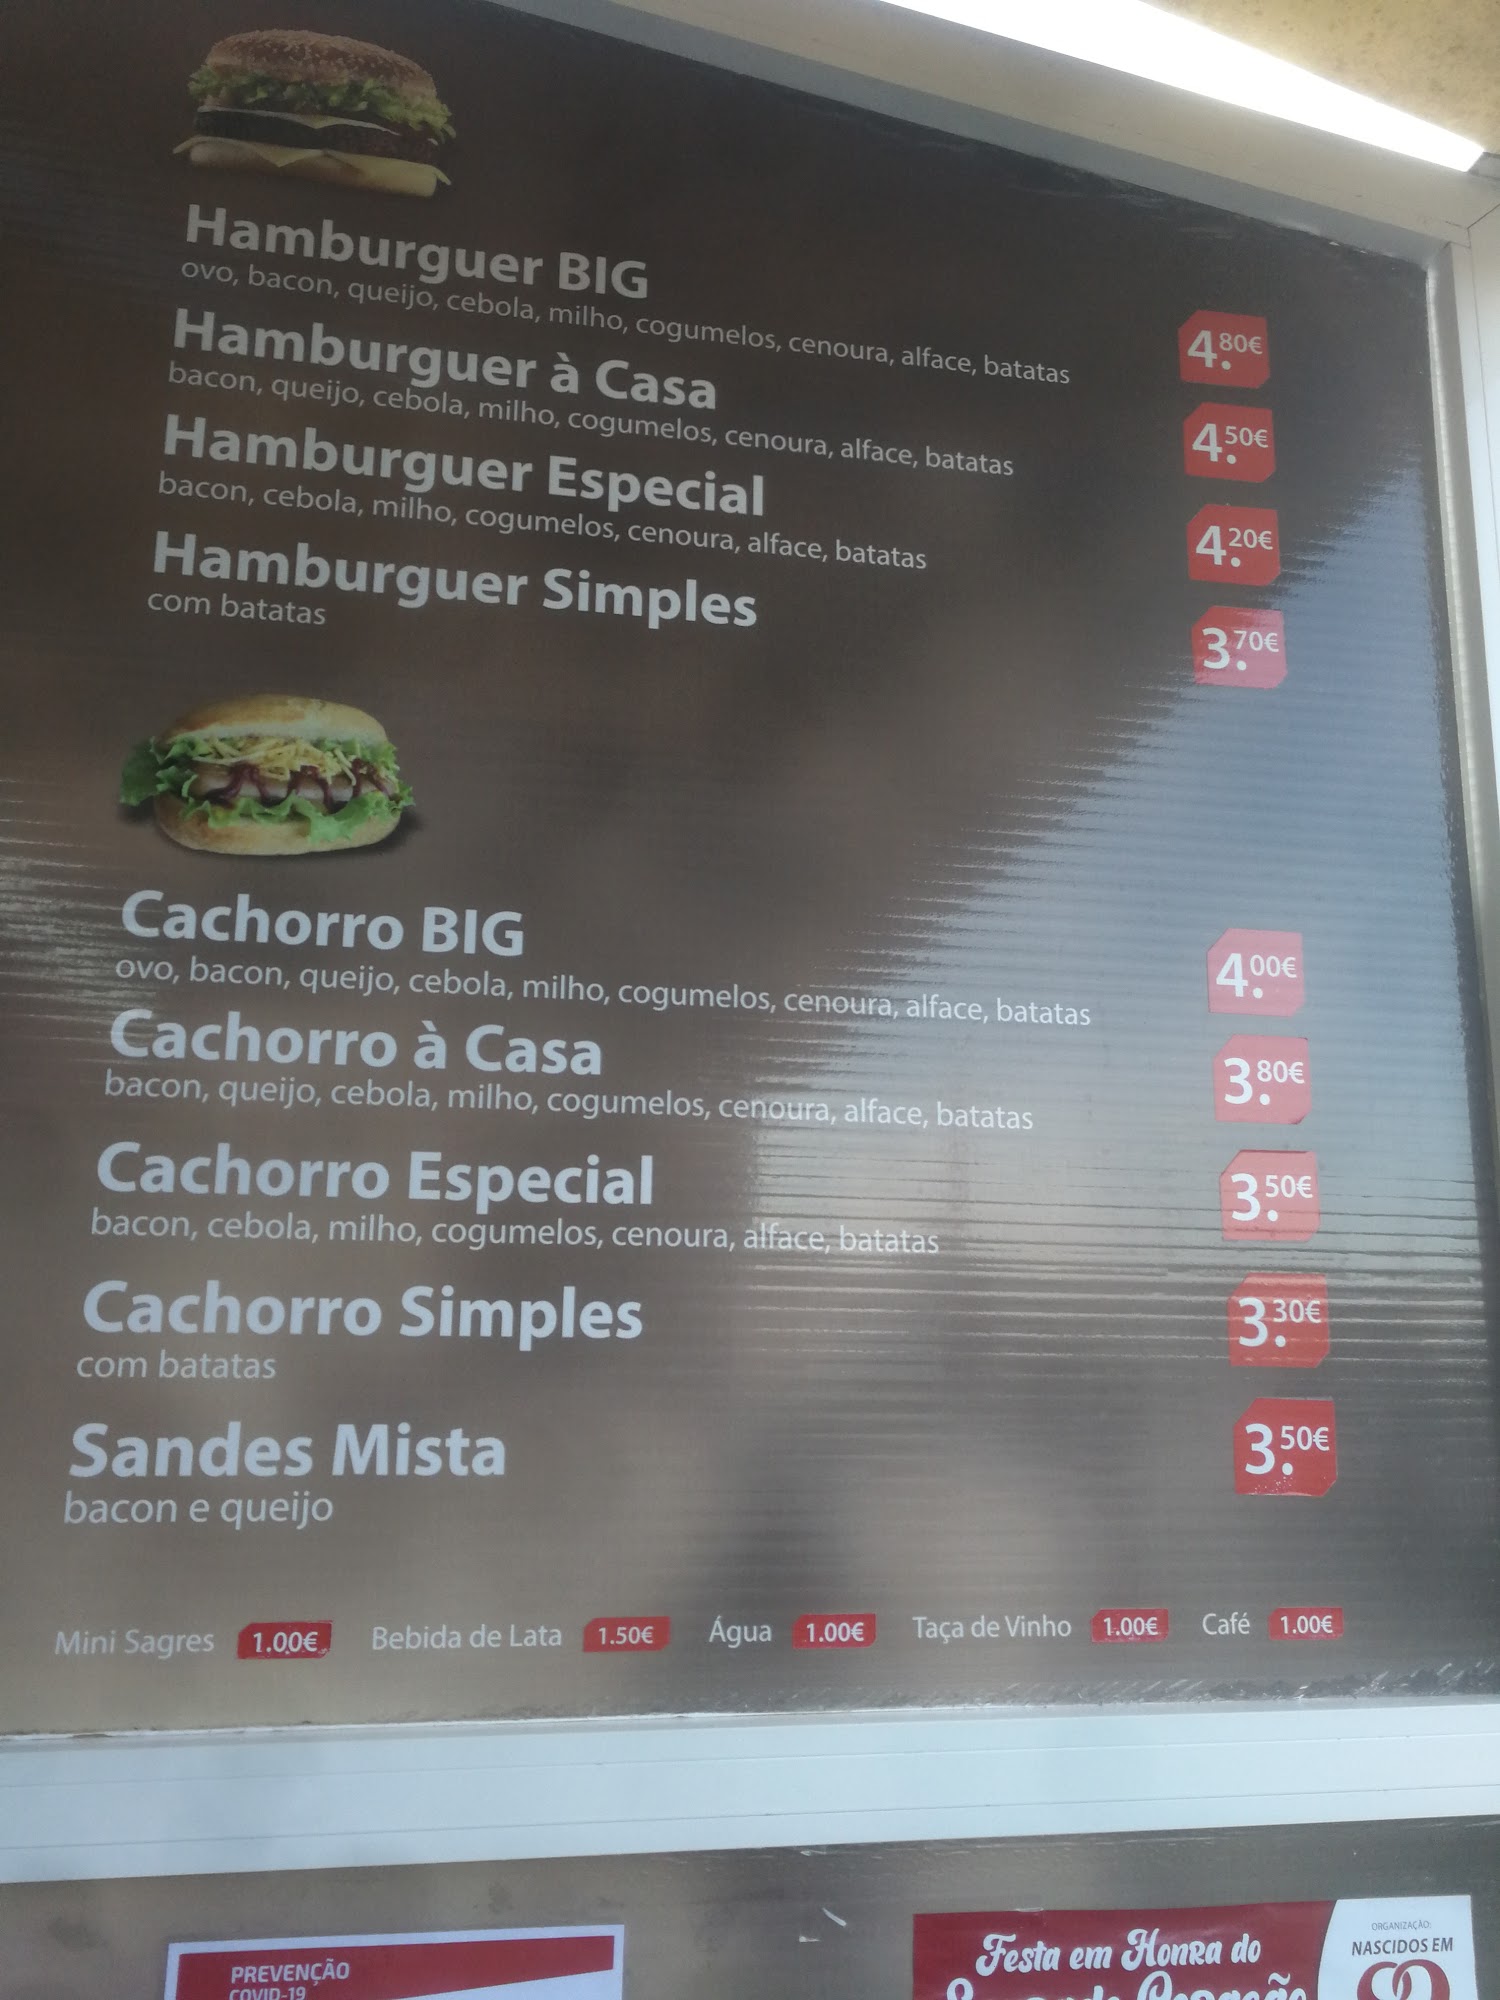 Hamburguer BIG
ovo, bacon, queijo, cebola, milho, cogumelos, cenoura, alface, batatas 4.80€
Hamburguer à Casa
bacon, queijo, cebola, milho, cogumelos, cenoura, alface, batatas 4.50€
Hamburguer Especial
bacon, cebola, milho, cogumelos, cenoura, alface, batatas 4.20€
Hamburguer Simples
com batatas 3.70€
Cachorro BIG
ovo, bacon, queijo, cebola, milho, cogumelos, cenoura, alface, batatas 4.00€
Cachorro à Casa
bacon, queijo, cebola, milho, cogumelos, cenoura, alface, batatas 3.80€
Cachorro Especial
bacon, cebola, milho, cogumelos, cenoura, alface, batatas 3.50€
Cachorro Simples 3.30€
com batatas
Sandes Mista 3.50€
bacon e queijo
Mini Sagres 1.00€ Bebida de Lata 1.50€ Água 1.00€ Taça de Vinho 1.00€ Café 1.00€
PREVENÇÃO
COVID-19
Festa em Honra do
ORGANIZAÇÃO:
NASCIDOS EM